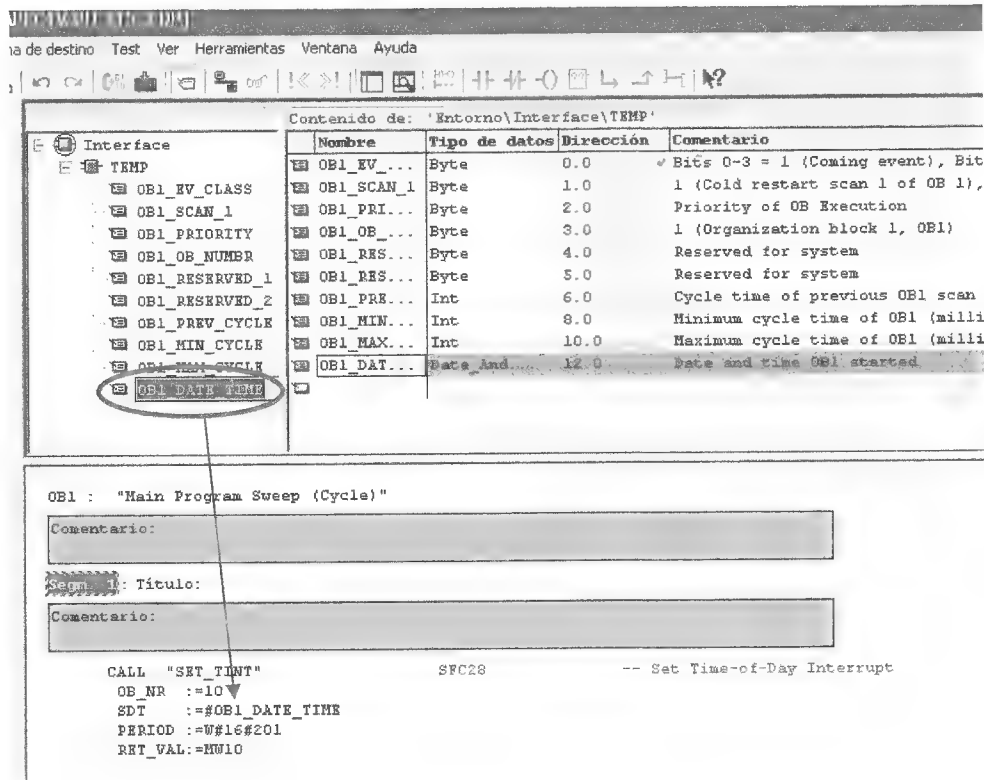 na de destino Test Ver Herramientas Ventana Ayuda
Contenido de: 'Entorno\Interface\TEMP'
Interface
TEMP
OB1_EV_CLASS
OB1_SCAN_1
OB1_PRIORITY
OB1_OB_NUMBR
OB1_RESERVED_1
OB1_RESERVED_2
OB1_PREV_CYCLE
OB1_MIN_CYCLE
OB1_MAX_CYCLE
OB1_DATE_TIME
Nombre Tipo de datos Dirección Comentario
OB1_EV_... Byte 0.0 Bits 0-3 = 1 (Coming event), Bit
OB1_SCAN_1 Byte 1.0 1 (Cold restart scan 1 of OB 1),
OB1_PRI... Byte 2.0 Priority of OB Execution
OB1_OB_... Byte 3.0 1 (Organization block 1, OB1)
OB1_RES... Byte 4.0 Reserved for system
OB1_RES... Byte 5.0 Reserved for system
OB1_PRE... Int 6.0 Cycle time of previous OB1 scan
OB1_MIN... Int 8.0 Minimum cycle time of OB1 (milli
OB1_MAX... Int 10.0 Maximum cycle time of OB1 (milli
OB1_DAT... Date_And... 12.0 Date and time OB1 started
OB1 : "Main Program Sweep (Cycle)"
Comentario:
Segm. 1: Título:
Comentario:
CALL "SET_TINT" SFC28 -- Set Time-of-Day Interrupt
OB_NR :=10
SDT :=#OB1_DATE_TIME
PERIOD :=W#16#201
RET_VAL:=MW10